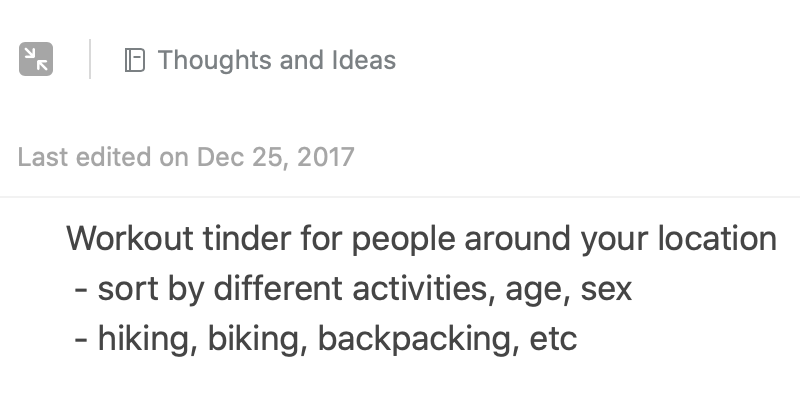 Thoughts and Ideas
Last edited on Dec 25, 2017
Workout tinder for people around your location
- sort by different activities, age, sex
- hiking, biking, backpacking, etc